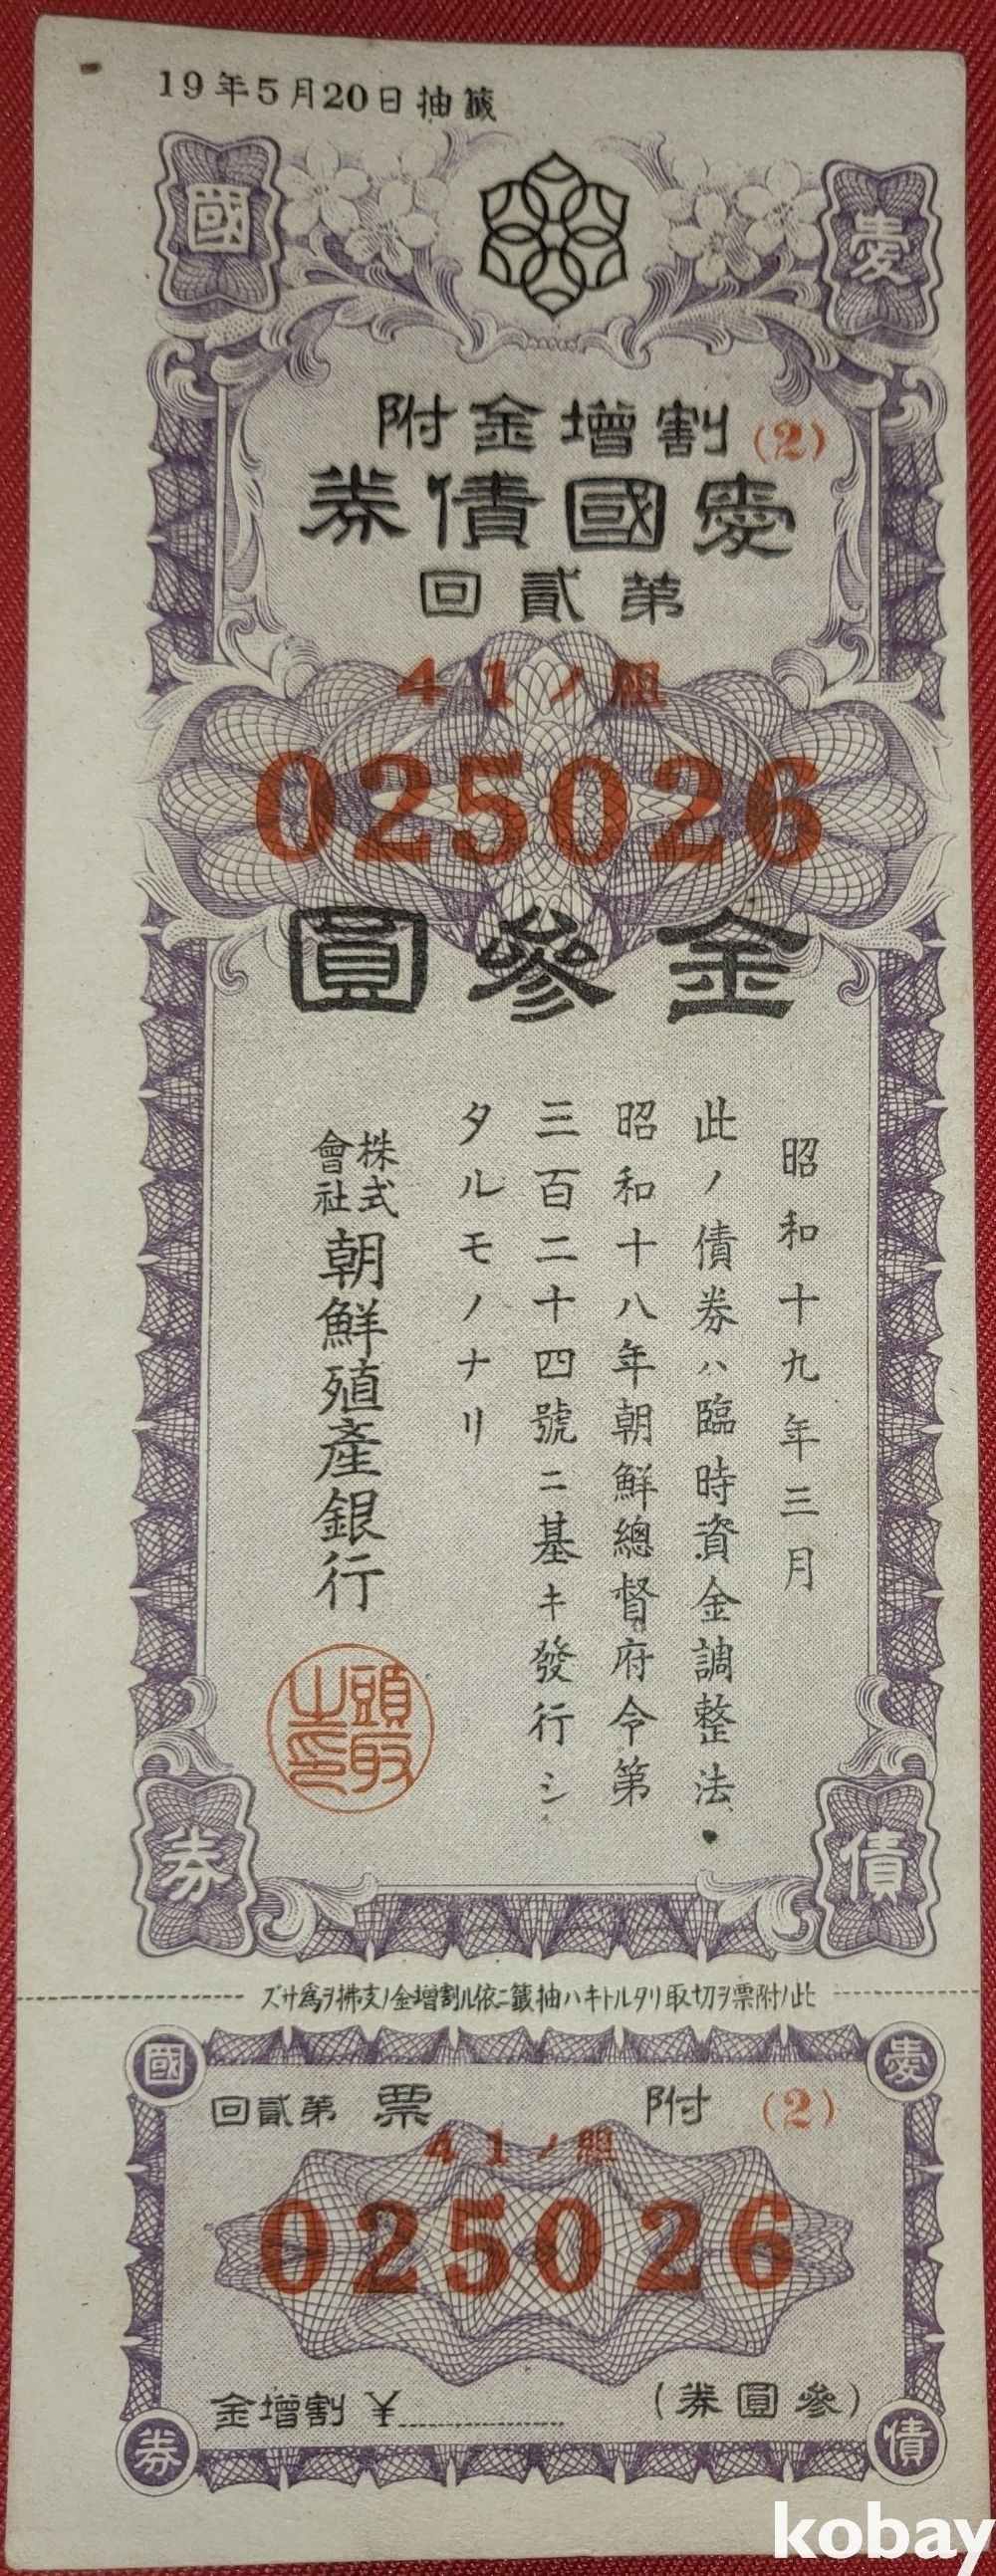 19年5月20日抽籤
國
愛
附金增割
(2)
券債國愛
回貳第
41ノ組
025026
圓參金
昭和十九年三月
此ノ債券ハ臨時資金調整法・
昭和十八年朝鮮總督府令第
三百二十四號ニ基キ發行シ
タルモノナリ
株式
會社
朝鮮殖產銀行
頭取
之印
券
債
ズサ爲ヲ拂支ノ金增割ル依ニ籤抽ハキトルタリ取切ヲ票附ノ此
國
愛
回貳第 票 附 (2)
41ノ組
025026
金增割 ¥
(券圓參)
券
債
kobay